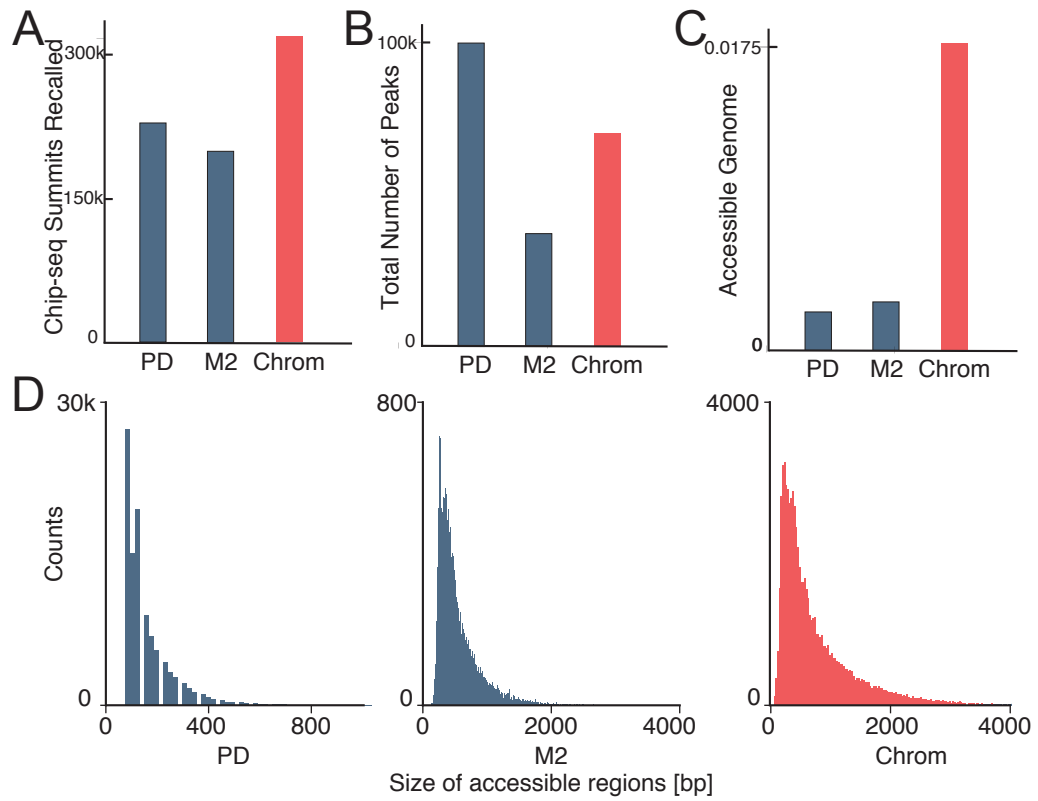 A
Chip-seq Summits Recalled
300k
150k
0
PD M2 Chrom
B
Total Number of Peaks
100k
0
PD M2 Chrom
C
Accessible Genome
0.0175
0
PD M2 Chrom
D
Counts
30k
0
0 400 800
PD
800
0
0 2000 4000
M2
4000
0
0 2000 4000
Chrom
Size of accessible regions [bp]